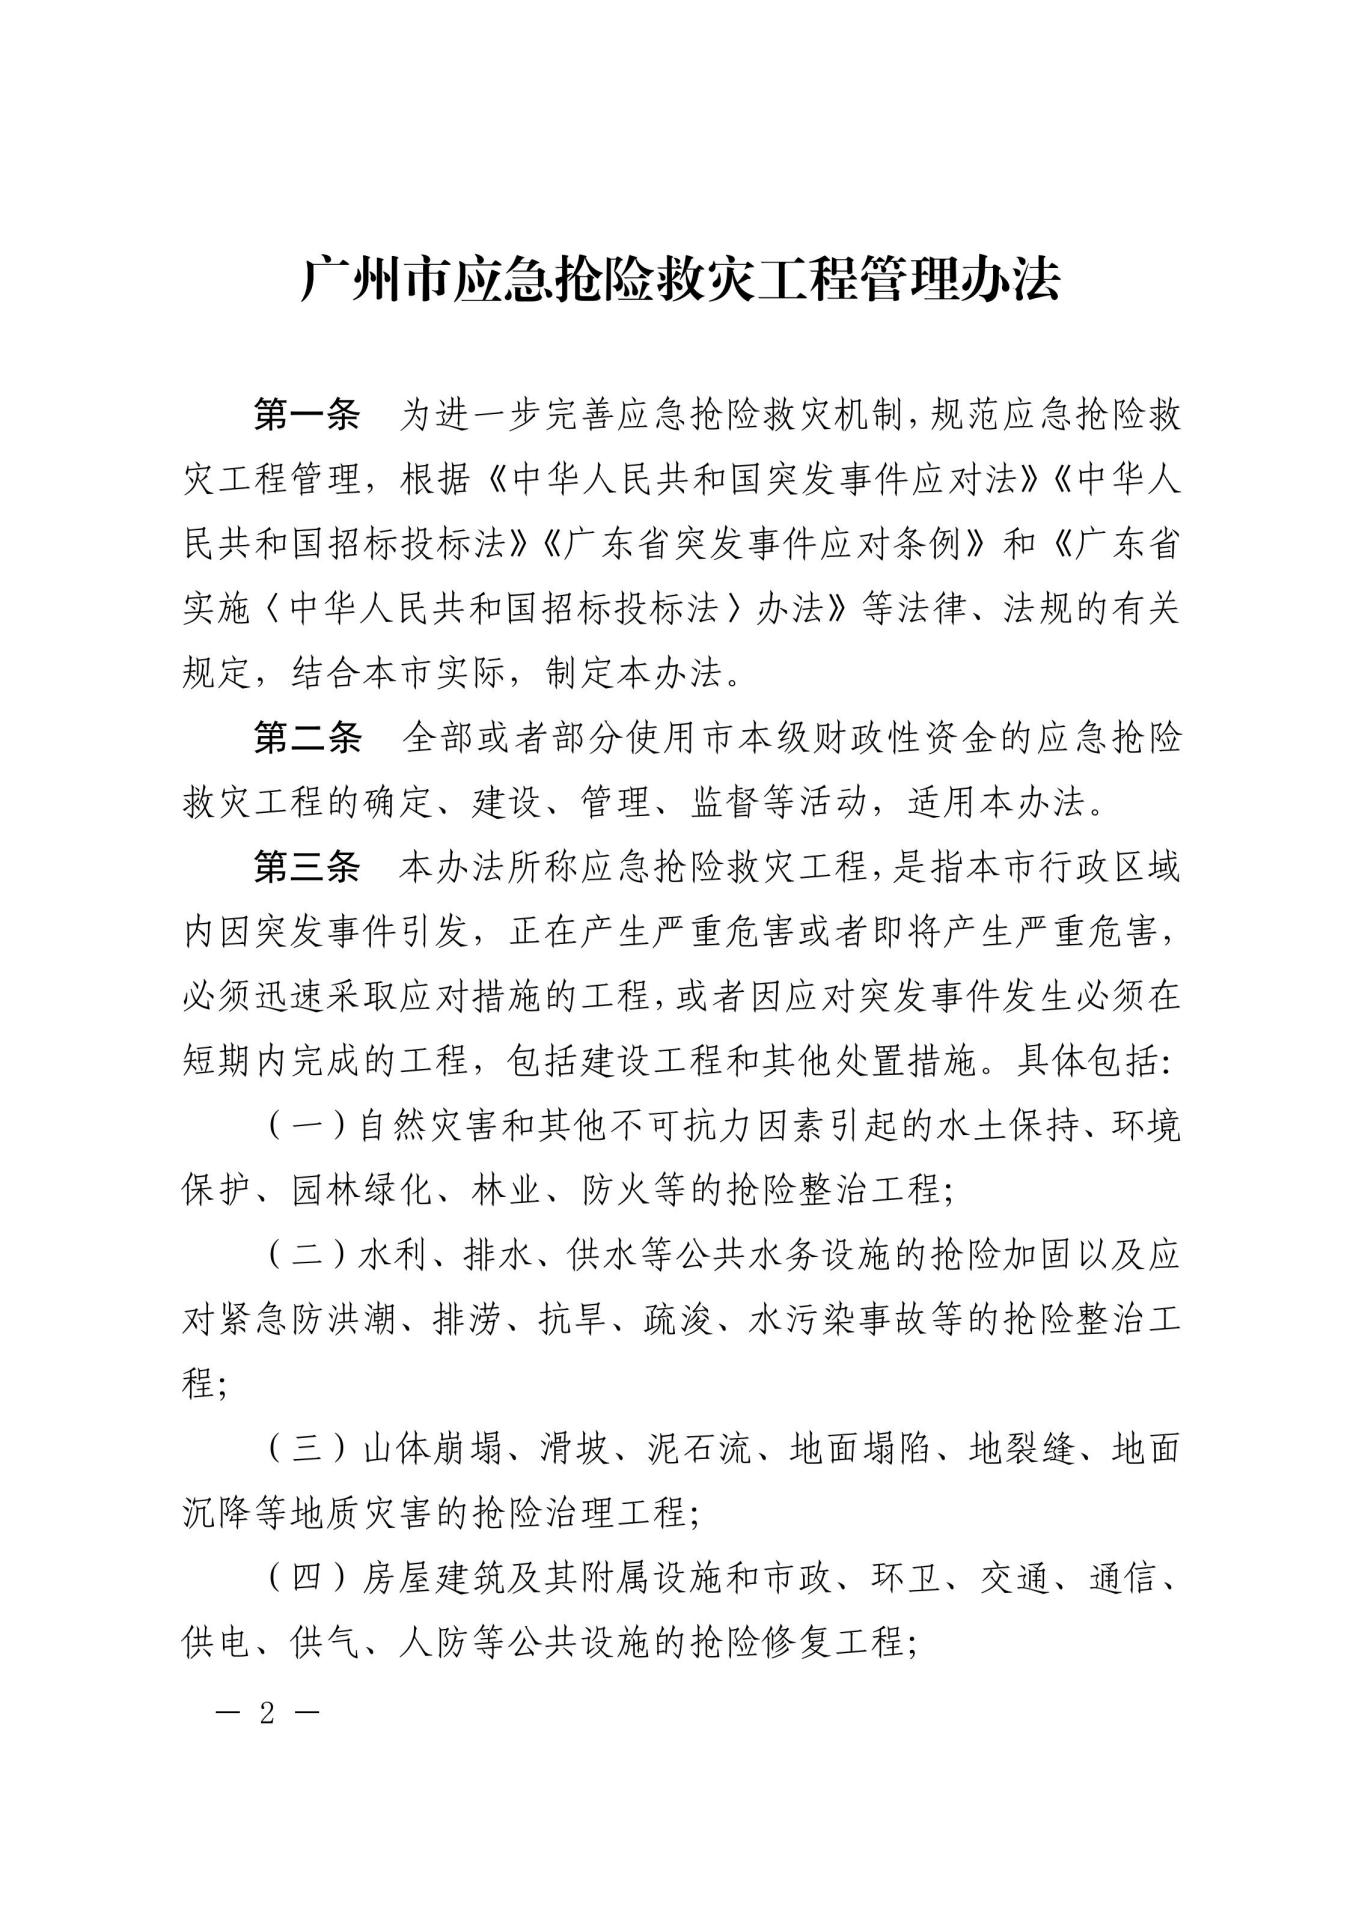 广州市应急抢险救灾工程管理办法
第一条　为进一步完善应急抢险救灾机制，规范应急抢险救
灾工程管理，根据《中华人民共和国突发事件应对法》《中华人
民共和国招标投标法》《广东省突发事件应对条例》和《广东省
实施〈中华人民共和国招标投标法〉办法》等法律、法规的有关
规定，结合本市实际，制定本办法。
第二条　全部或者部分使用市本级财政性资金的应急抢险
救灾工程的确定、建设、管理、监督等活动，适用本办法。
第三条　本办法所称应急抢险救灾工程，是指本市行政区域
内因突发事件引发，正在产生严重危害或者即将产生严重危害，
必须迅速采取应对措施的工程，或者因应对突发事件发生必须在
短期内完成的工程，包括建设工程和其他处置措施。具体包括：
（一）自然灾害和其他不可抗力因素引起的水土保持、环境
保护、园林绿化、林业、防火等的抢险整治工程；
（二）水利、排水、供水等公共水务设施的抢险加固以及应
对紧急防洪潮、排涝、抗旱、疏浚、水污染事故等的抢险整治工
程；
（三）山体崩塌、滑坡、泥石流、地面塌陷、地裂缝、地面
沉降等地质灾害的抢险治理工程；
（四）房屋建筑及其附属设施和市政、环卫、交通、通信、
供电、供气、人防等公共设施的抢险修复工程；
— 2 —